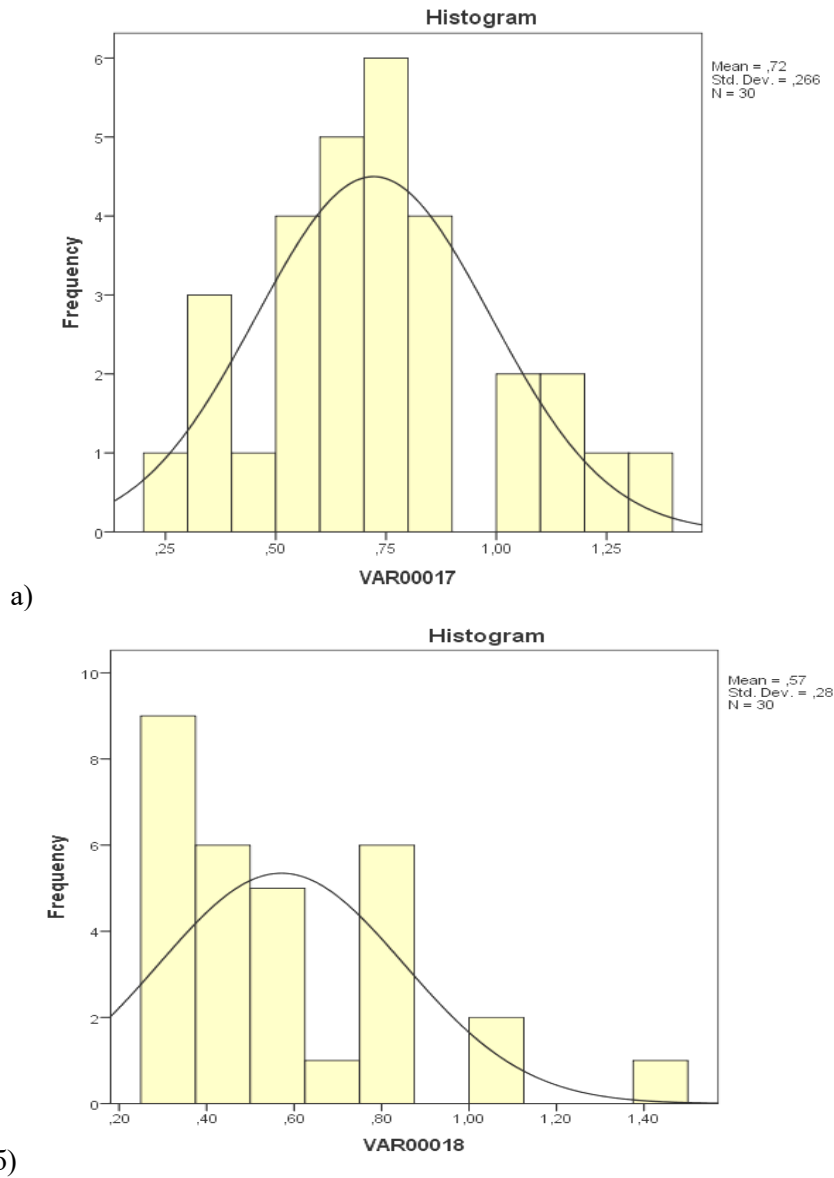 Histogram
Mean = ,72
Std. Dev. = ,266
N = 30
6
5
4
3
2
1
0
Frequency
,25 ,50 ,75 1,00 1,25
VAR00017
а)
Histogram
Mean = ,57
Std. Dev. = ,28
N = 30
10
8
6
4
2
0
Frequency
,20 ,40 ,60 ,80 1,00 1,20 1,40
VAR00018
б)